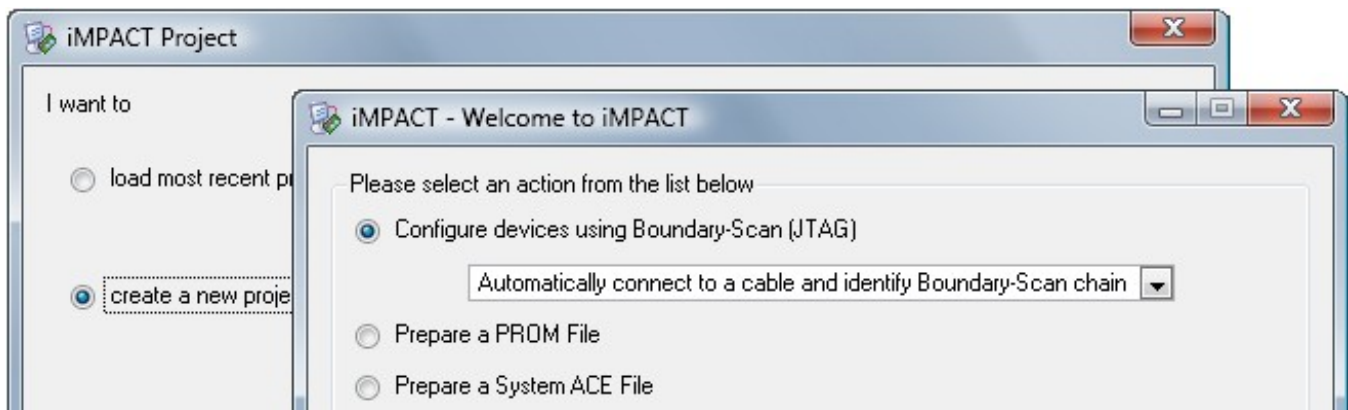 iMPACT Project
I want to
load most recent
create a new
iMPACT - Welcome to iMPACT
Please select an action from the list below
Configure devices using Boundary-Scan (JTAG)
Automatically connect to a cable and identify Boundary-Scan chain
Prepare a PROM File
Prepare a System ACE File